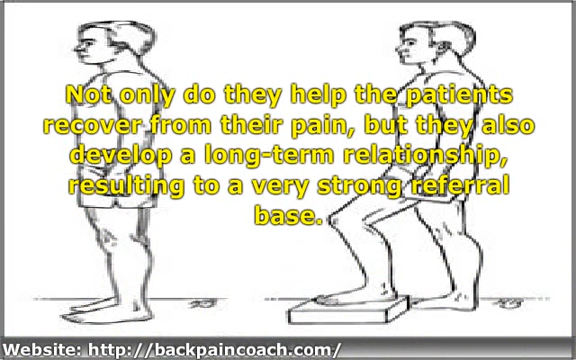 Not only do they help the patients
recover from their pain, but they also
develop a long-term relationship,
resulting to a very strong referral
base.
Website: http://backpaincoach.com/